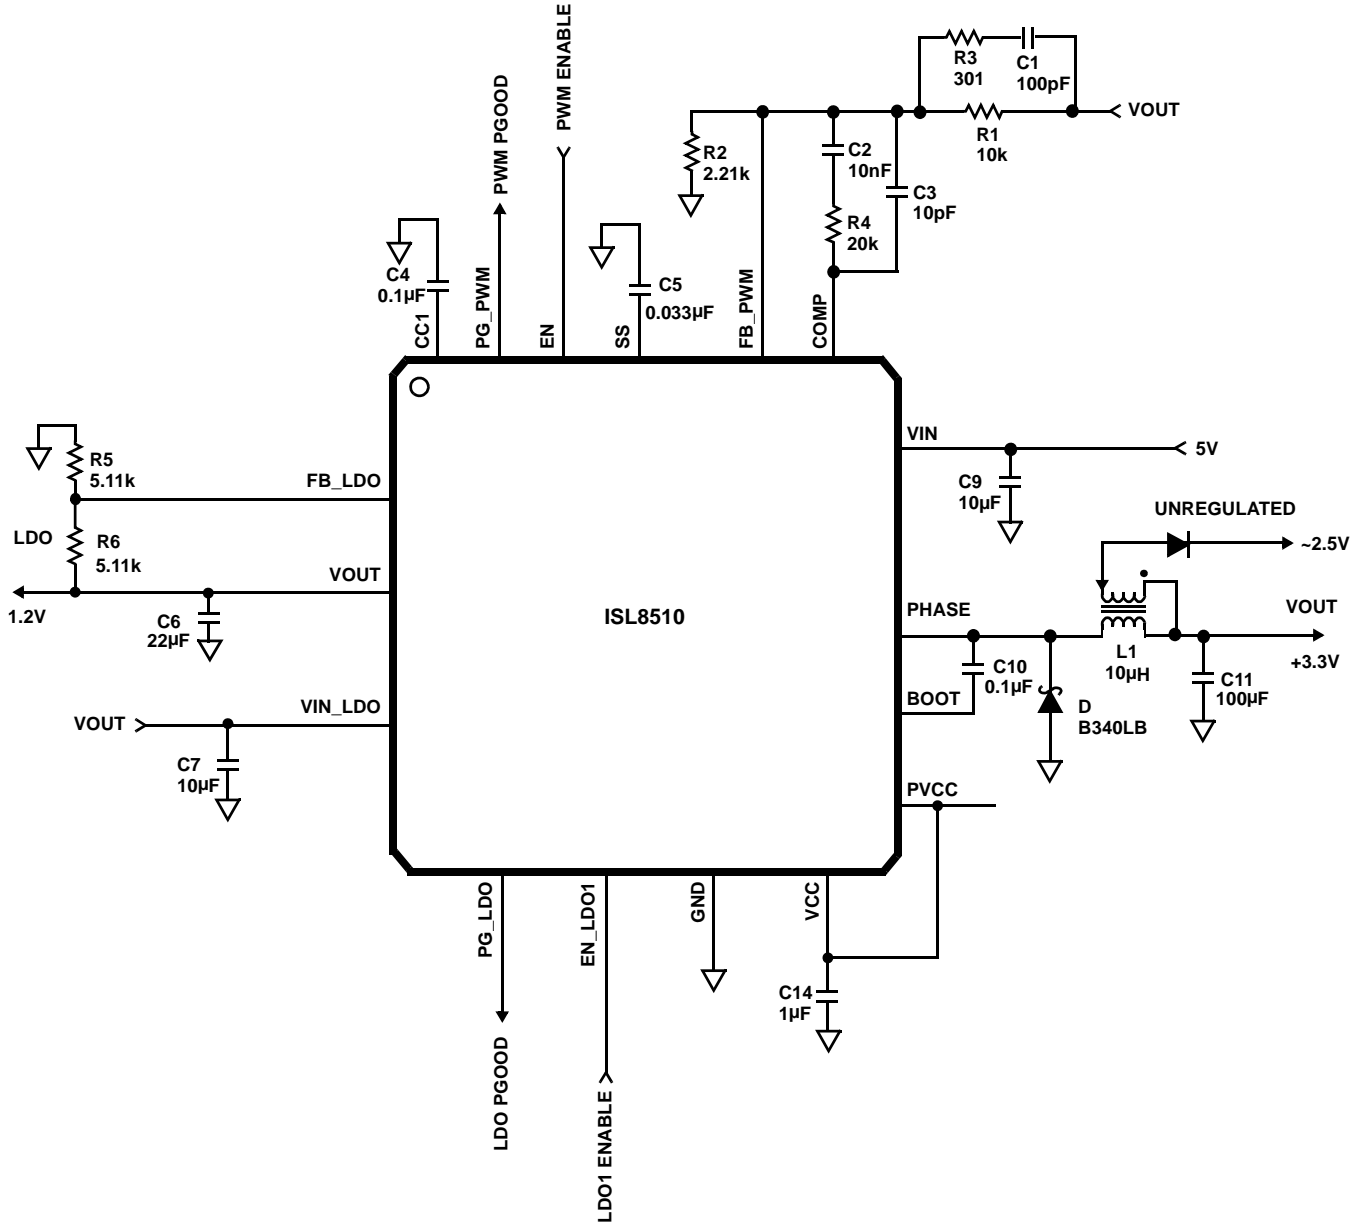 PWM ENABLE
PWM PGOOD
R3
301
C1
100pF
VOUT
R1
10k
R2
2.21k
C2
10nF
C3
10pF
R4
20k
C4
0.1µF
C5
0.033µF
CC1
PG_PWM
EN
SS
FB_PWM
COMP
VIN
5V
R5
5.11k
FB_LDO
C9
10µF
UNREGULATED
~2.5V
LDO
R6
5.11k
VOUT
1.2V
C6
22µF
ISL8510
PHASE
VOUT
+3.3V
L1
10µH
C10
0.1µF
C11
100µF
BOOT
D
B340LB
VOUT
VIN_LDO
C7
10µF
PVCC
PG_LDO
EN_LDO1
GND
VCC
C14
1µF
LDO PGOOD
LDO1 ENABLE